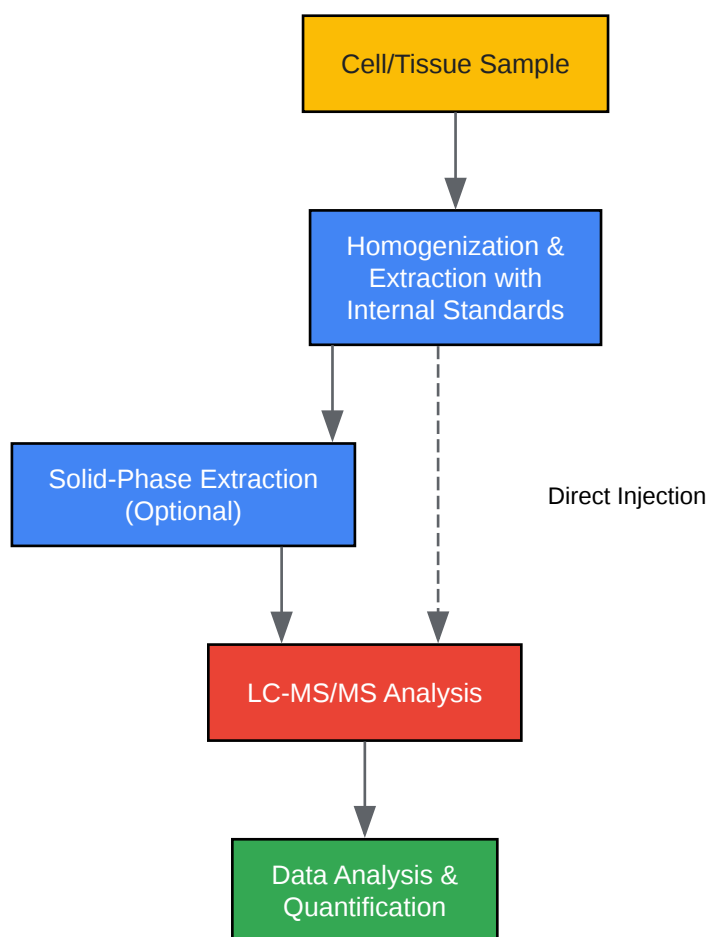 Cell/Tissue Sample
Homogenization &
Extraction with
Internal Standards
Solid-Phase Extraction
(Optional)
Direct Injection
LC-MS/MS Analysis
Data Analysis &
Quantification